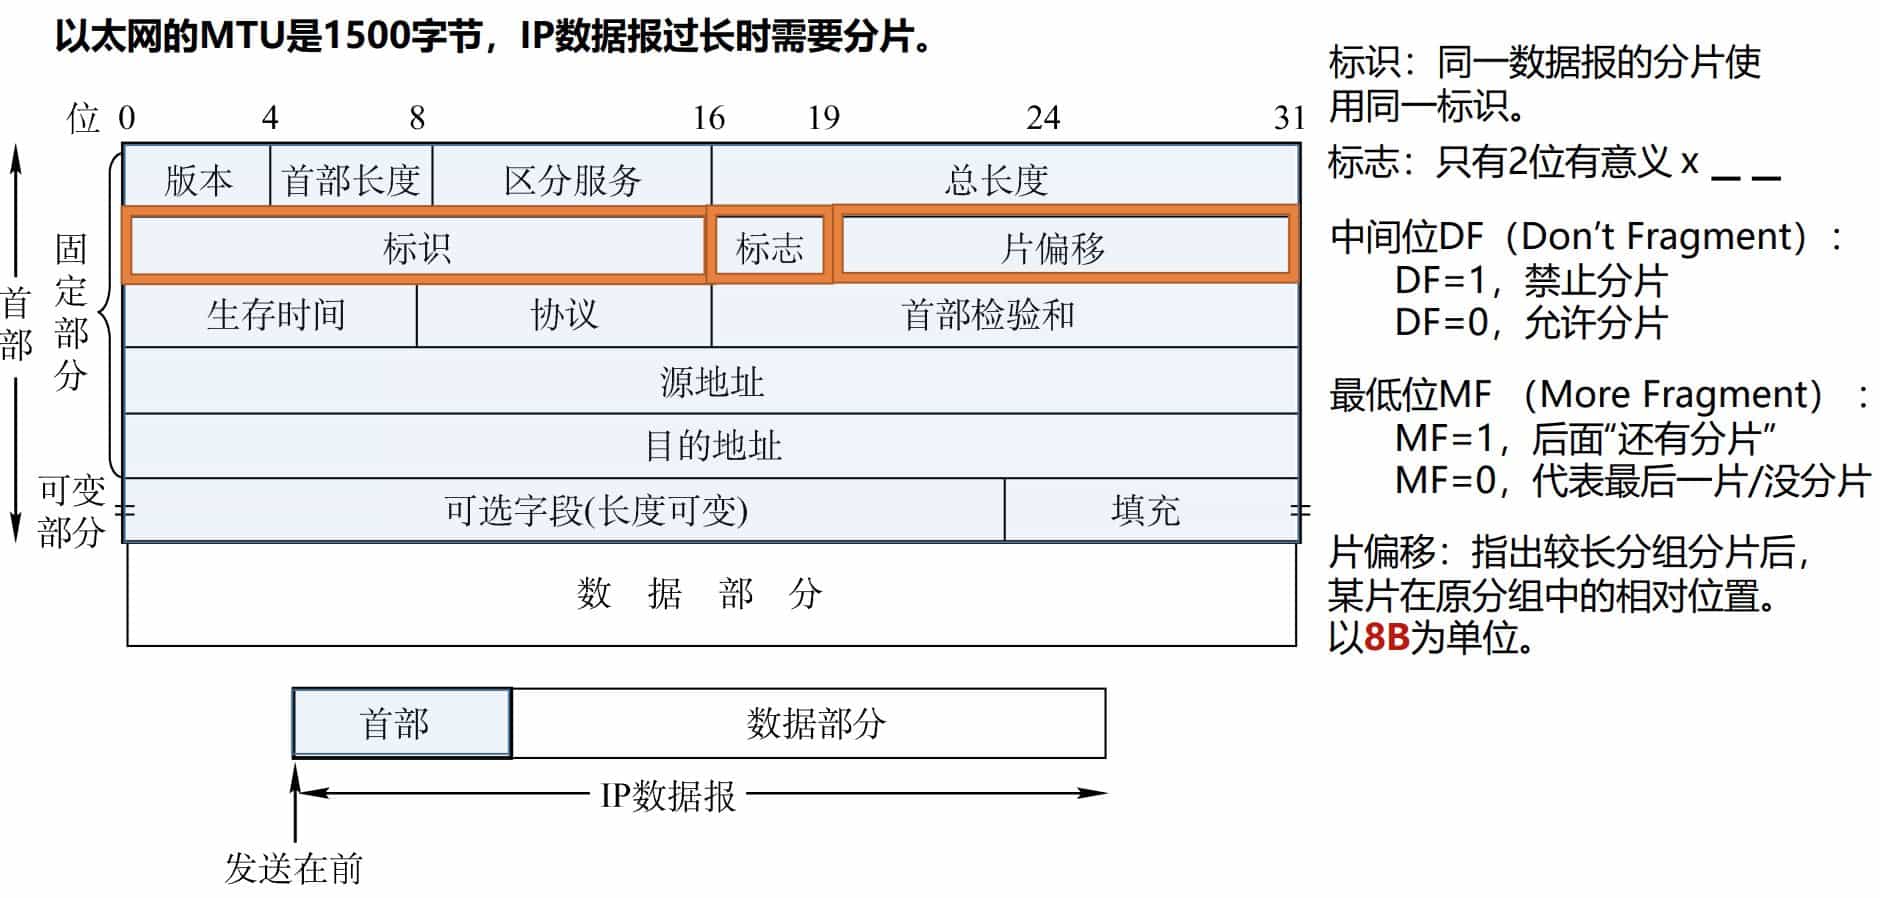 以太网的MTU是1500字节，IP数据报过长时需要分片。
位 0 4 8 16 19 24 31
版本 首部长度 区分服务 总长度
标识 标志 片偏移
生存时间 协议 首部检验和
源地址
目的地址
可选字段(长度可变) 填充
数 据 部 分
首部
固定部分
可变
部分
首部 数据部分
IP数据报
发送在前
标识：同一数据报的分片使
用同一标识。
标志：只有2位有意义 x _ _
中间位DF（Don’t Fragment）:
DF=1，禁止分片
DF=0，允许分片
最低位MF （More Fragment） :
MF=1，后面“还有分片”
MF=0，代表最后一片/没分片
片偏移：指出较长分组分片后，
某片在原分组中的相对位置。
以8B为单位。